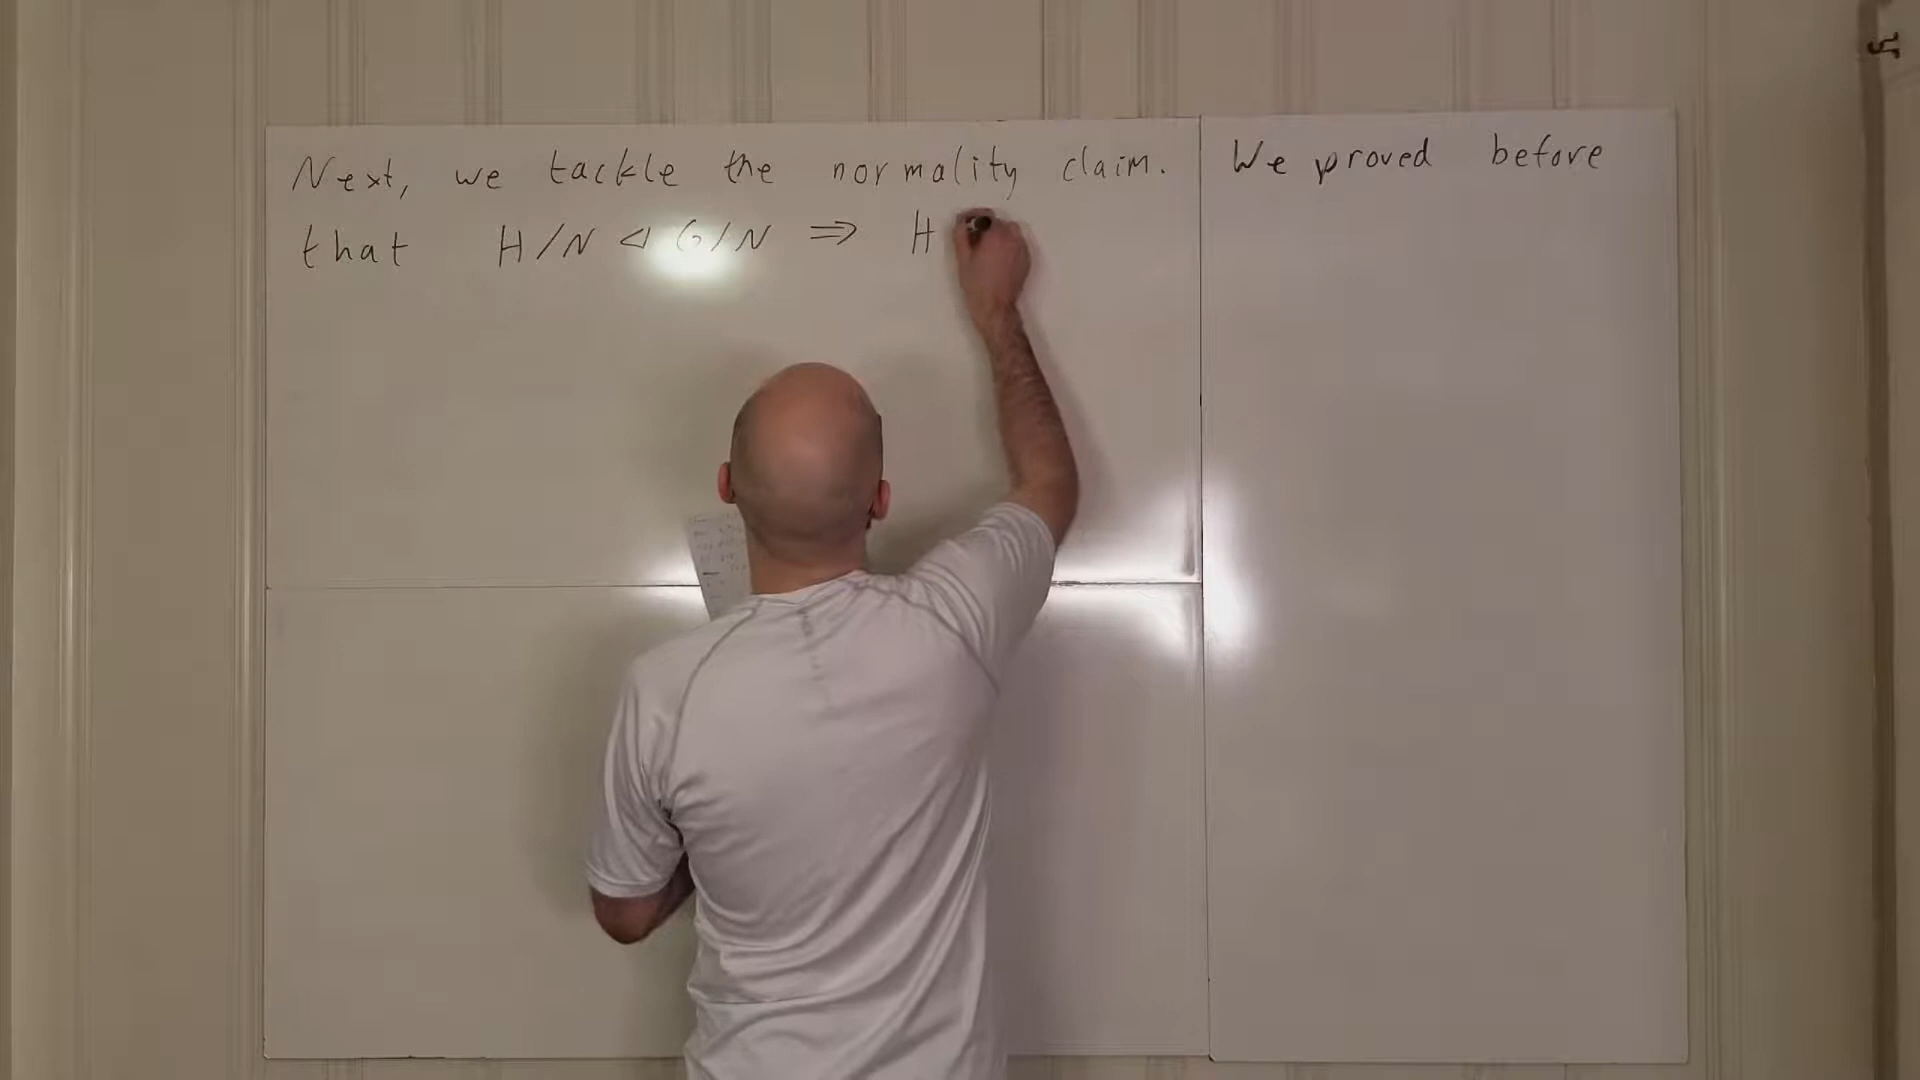 Next, we tackle the normality claim. We proved before
that H/N ⊲ G/N ⇒ H